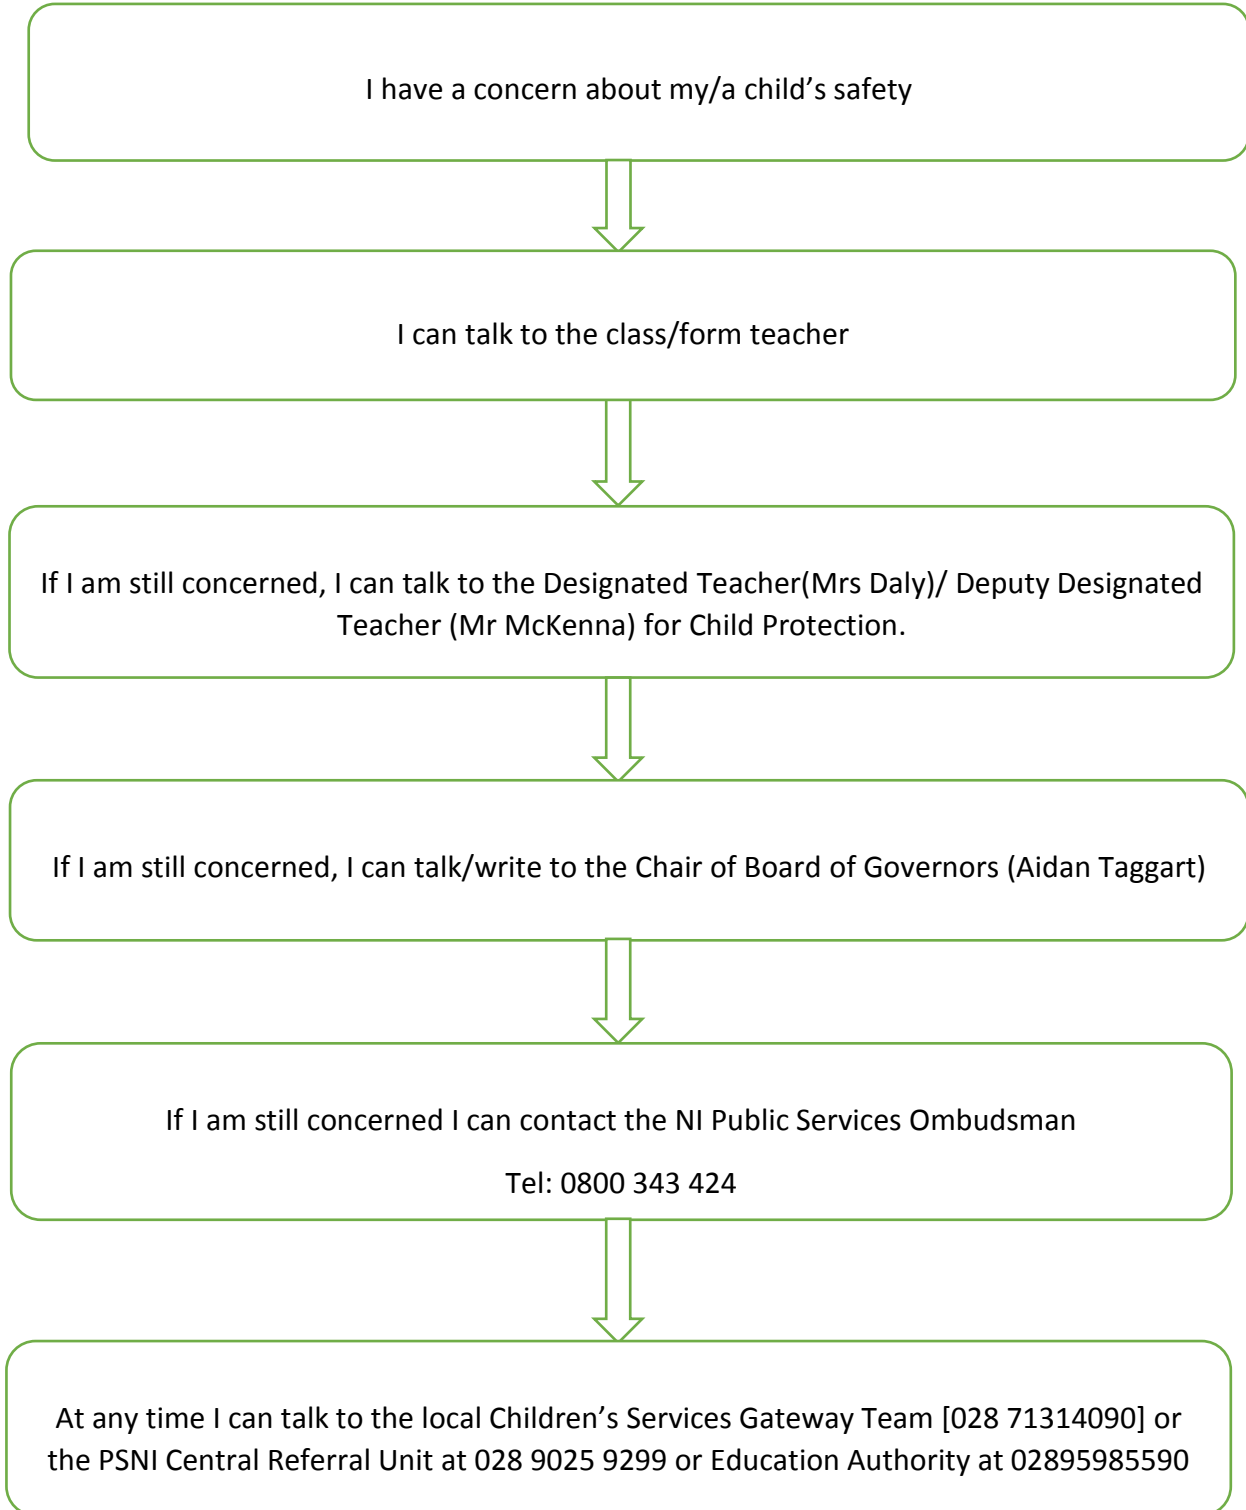 I have a concern about my/a child’s safety
I can talk to the class/form teacher
If I am still concerned, I can talk to the Designated Teacher(Mrs Daly)/ Deputy Designated
Teacher (Mr McKenna) for Child Protection.
If I am still concerned, I can talk/write to the Chair of Board of Governors (Aidan Taggart)
If I am still concerned I can contact the NI Public Services Ombudsman
Tel: 0800 343 424
At any time I can talk to the local Children’s Services Gateway Team [028 71314090] or
the PSNI Central Referral Unit at 028 9025 9299 or Education Authority at 02895985590